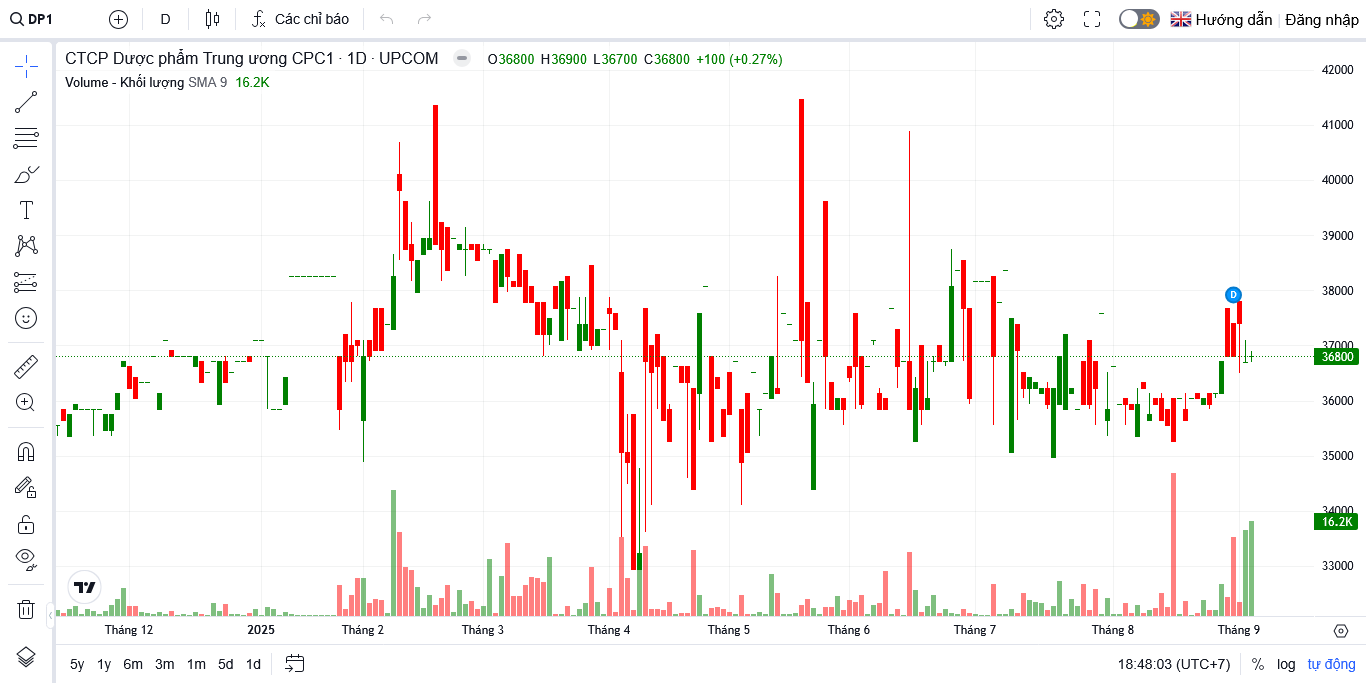 DP1 D Các chỉ báo Hướng dẫn Đăng nhập
CTCP Dược phẩm Trung ương CPC1 · 1D · UPCOM O36800 H36900 L36700 C36800 +100 (+0.27%)
Volume - Khối lượng SMA 9 16.2K
42000
41000
40000
39000
38000
D
37000
36800
36000
35000
34000
16.2K
33000
Tháng 12 2025 Tháng 2 Tháng 3 Tháng 4 Tháng 5 Tháng 6 Tháng 7 Tháng 8 Tháng 9
5y 1y 6m 3m 1m 5d 1d 18:48:03 (UTC+7) % log tự động